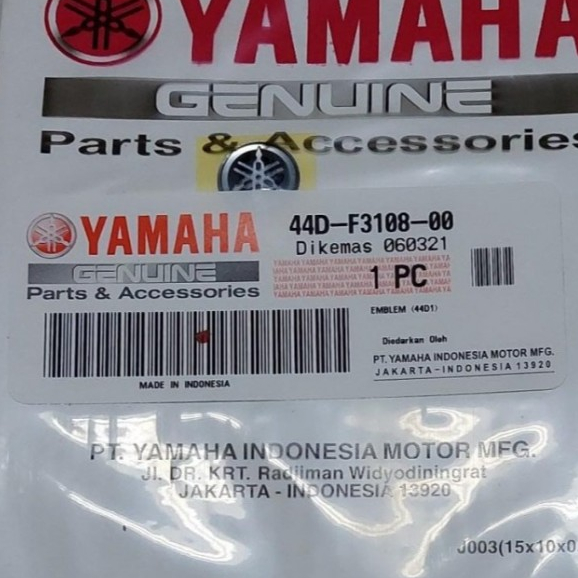 YAMAHA
GENUINE
Parts & Accessories
YAMAHA
GENUINE
Parts & Accessories
44D-F3108-00
Dikemas 060321
1 PC
EMBLEM (44D1)
Diedarkan Oleh
PT. YAMAHA INDONESIA MOTOR MFG.
JAKARTA-INDONESIA 13920
MADE IN INDONESIA
PT. YAMAHA INDONESIA MOTOR MFG.
Jl. DR. KRT. Radjiman Widyodiningrat
JAKARTA - INDONESIA 13920
J003(15x10x0